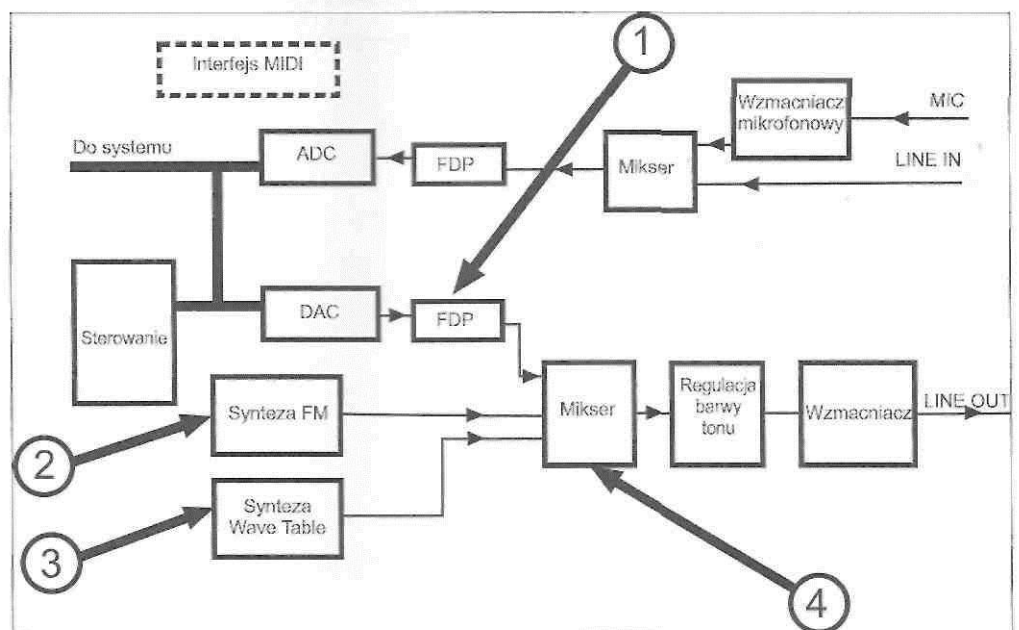 1
Interfejs MIDI
Wzmacniacz
mikrofonowy
MIC
Do systemu
ADC
FDP
Mikser
LINE IN
Sterowanie
DAC
FDP
Synteza FM
Mikser
Regulacja
barwy
tonu
Wzmacniacz
LINE OUT
2
Synteza
Wave Table
3
4